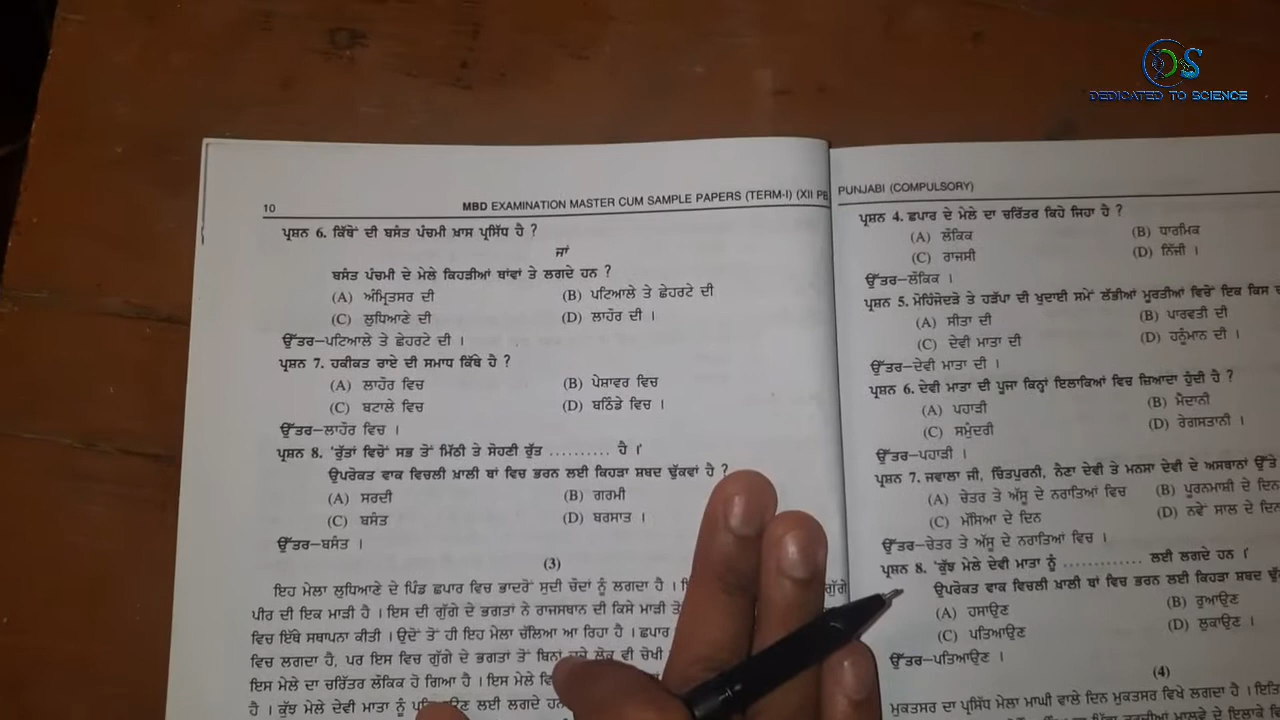 DS
DEDICATED TO SCIENCE
10
MBD EXAMINATION MASTER CUM SAMPLE PAPERS (TERM-I) (XII PB
ਪ੍ਰਸ਼ਨ 6. ਕਿੱਥੋਂ ਦੀ ਬਸੰਤ ਪੰਚਮੀ ਖ਼ਾਸ ਪ੍ਰਸਿੱਧ ਹੈ ?
ਜਾਂ
ਬਸੰਤ ਪੰਚਮੀ ਦੇ ਮੇਲੇ ਕਿਹੜੀਆਂ ਥਾਂਵਾਂ ਤੇ ਲਗਦੇ ਹਨ ?
(A) ਅੰਮ੍ਰਿਤਸਰ ਦੀ (B) ਪਟਿਆਲੇ ਤੇ ਛੇਹਰਟੇ ਦੀ
(C) ਲੁਧਿਆਣੇ ਦੀ (D) ਲਾਹੌਰ ਦੀ ।
ਉੱਤਰ—ਪਟਿਆਲੇ ਤੇ ਛੇਹਰਟੇ ਦੀ ।
ਪ੍ਰਸ਼ਨ 7. ਹਕੀਕਤ ਰਾਏ ਦੀ ਸਮਾਧ ਕਿੱਥੇ ਹੈ ?
(A) ਲਾਹੌਰ ਵਿਚ (B) ਪੇਸ਼ਾਵਰ ਵਿਚ
(C) ਬਟਾਲੇ ਵਿਚ (D) ਬਠਿੰਡੇ ਵਿਚ ।
ਉੱਤਰ—ਲਾਹੌਰ ਵਿਚ ।
ਪ੍ਰਸ਼ਨ 8. 'ਰੁੱਤਾਂ ਵਿਚੋਂ ਸਭ ਤੋਂ ਮਿੱਠੀ ਤੇ ਸੋਹਣੀ ਰੁੱਤ .......... ਹੈ ।'
ਉਪਰੋਕਤ ਵਾਕ ਵਿਚਲੀ ਖ਼ਾਲੀ ਥਾਂ ਵਿਚ ਭਰਨ ਲਈ ਕਿਹੜਾ ਸ਼ਬਦ ਢੁੱਕਵਾਂ ਹੈ ?
(A) ਸਰਦੀ (B) ਗਰਮੀ
(C) ਬਸੰਤ (D) ਬਰਸਾਤ ।
ਉੱਤਰ—ਬਸੰਤ ।
(3)
ਇਹ ਮੇਲਾ ਲੁਧਿਆਣੇ ਦੇ ਪਿੰਡ ਛਪਾਰ ਵਿਚ ਭਾਦਰੋਂ ਸੁਦੀ ਚੌਦਾਂ ਨੂੰ ਲਗਦਾ ਹੈ । ਗੁੱਗੇ
ਪੀਰ ਦੀ ਇਕ ਮਾੜੀ ਹੈ । ਇਸ ਦੀ ਗੁੱਗੇ ਦੇ ਭਗਤਾਂ ਨੇ ਰਾਜਸਥਾਨ ਦੀ ਕਿਸੇ ਮਾੜੀ ਤੋਂ
ਵਿਚ ਇੱਥੇ ਸਥਾਪਨਾ ਕੀਤੀ । ਉਦੋਂ ਤੋਂ ਹੀ ਇਹ ਮੇਲਾ ਚੱਲਿਆ ਆ ਰਿਹਾ ਹੈ । ਛਪਾਰ
ਵਿਚ ਲਗਦਾ ਹੈ, ਪਰ ਇਸ ਵਿਚ ਗੁੱਗੇ ਦੇ ਭਗਤਾਂ ਤੋਂ ਬਿਨਾਂ ਲੋਕ ਵੀ ਚੋਖੀ
ਇਸ ਮੇਲੇ ਦਾ ਚਰਿੱਤਰ ਲੌਕਿਕ ਹੋ ਗਿਆ ਹੈ । ਇਸ ਮੇਲੇ
ਹੈ । ਕੁੱਝ ਮੇਲੇ ਦੇਵੀ ਮਾਤਾ ਨੂੰ ਲਈ ਲਗਦੇ
PUNJABI (COMPULSORY)
ਪ੍ਰਸ਼ਨ 4. ਛਪਾਰ ਦੇ ਮੇਲੇ ਦਾ ਚਰਿੱਤਰ ਕਿਹੋ ਜਿਹਾ ਹੈ ?
(A) ਲੌਕਿਕ (B) ਧਾਰਮਿਕ
(C) ਰਾਜਸੀ (D) ਨਿੱਜੀ ।
ਉੱਤਰ—ਲੌਕਿਕ ।
ਪ੍ਰਸ਼ਨ 5. ਮੋਹਿੰਜੋਦੜੋ ਤੇ ਹੜੱਪਾ ਦੀ ਖੁਦਾਈ ਸਮੇਂ ਲੱਭੀਆਂ ਮੂਰਤੀਆਂ ਵਿਚੋਂ ਇਕ ਕਿਸ
(A) ਸੀਤਾ ਦੀ (B) ਪਾਰਵਤੀ ਦੀ
(C) ਦੇਵੀ ਮਾਤਾ ਦੀ (D) ਹਨੂੰਮਾਨ ਦੀ ।
ਉੱਤਰ—ਦੇਵੀ ਮਾਤਾ ਦੀ ।
ਪ੍ਰਸ਼ਨ 6. ਦੇਵੀ ਮਾਤਾ ਦੀ ਪੂਜਾ ਕਿਨ੍ਹਾਂ ਇਲਾਕਿਆਂ ਵਿਚ ਜ਼ਿਆਦਾ ਹੁੰਦੀ ਹੈ ?
(A) ਪਹਾੜੀ (B) ਮੈਦਾਨੀ
(C) ਸਮੁੰਦਰੀ (D) ਰੇਗਸਤਾਨੀ ।
ਉੱਤਰ—ਪਹਾੜੀ ।
ਪ੍ਰਸ਼ਨ 7. ਜਵਾਲਾ ਜੀ, ਚਿੰਤਪੁਰਨੀ, ਨੈਣਾ ਦੇਵੀ ਤੇ ਮਨਸਾ ਦੇਵੀ ਦੇ ਅਸਥਾਨਾਂ ਉੱਤੇ
(A) ਚੇਤਰ ਤੇ ਅੱਸੂ ਦੇ ਨਰਾਤਿਆਂ ਵਿਚ (B) ਪੂਰਨਮਾਸ਼ੀ ਦੇ ਦਿਨ
(C) ਮੱਸਿਆ ਦੇ ਦਿਨ (D) ਨਵੇਂ ਸਾਲ ਦੇ ਦਿਨ
ਉੱਤਰ—ਚੇਤਰ ਤੇ ਅੱਸੂ ਦੇ ਨਰਾਤਿਆਂ ਵਿਚ ।
ਪ੍ਰਸ਼ਨ 8. 'ਕੁੱਝ ਮੇਲੇ ਦੇਵੀ ਮਾਤਾ ਨੂੰ ............. ਲਈ ਲਗਦੇ ਹਨ ।'
ਉਪਰੋਕਤ ਵਾਕ ਵਿਚਲੀ ਖ਼ਾਲੀ ਥਾਂ ਵਿਚ ਭਰਨ ਲਈ ਕਿਹੜਾ ਸ਼ਬਦ
(A) ਹਸਾਉਣ (B) ਰੁਆਉਣ
(C) ਪਤਿਆਉਣ (D) ਲੁਕਾਉਣ ।
ਉੱਤਰ—ਪਤਿਆਉਣ ।
(4)
ਮੁਕਤਸਰ ਦਾ ਪ੍ਰਸਿੱਧ ਮੇਲਾ ਮਾਘੀ ਵਾਲੇ ਦਿਨ ਮੁਕਤਸਰ ਵਿਖੇ ਲਗਦਾ ਹੈ ।